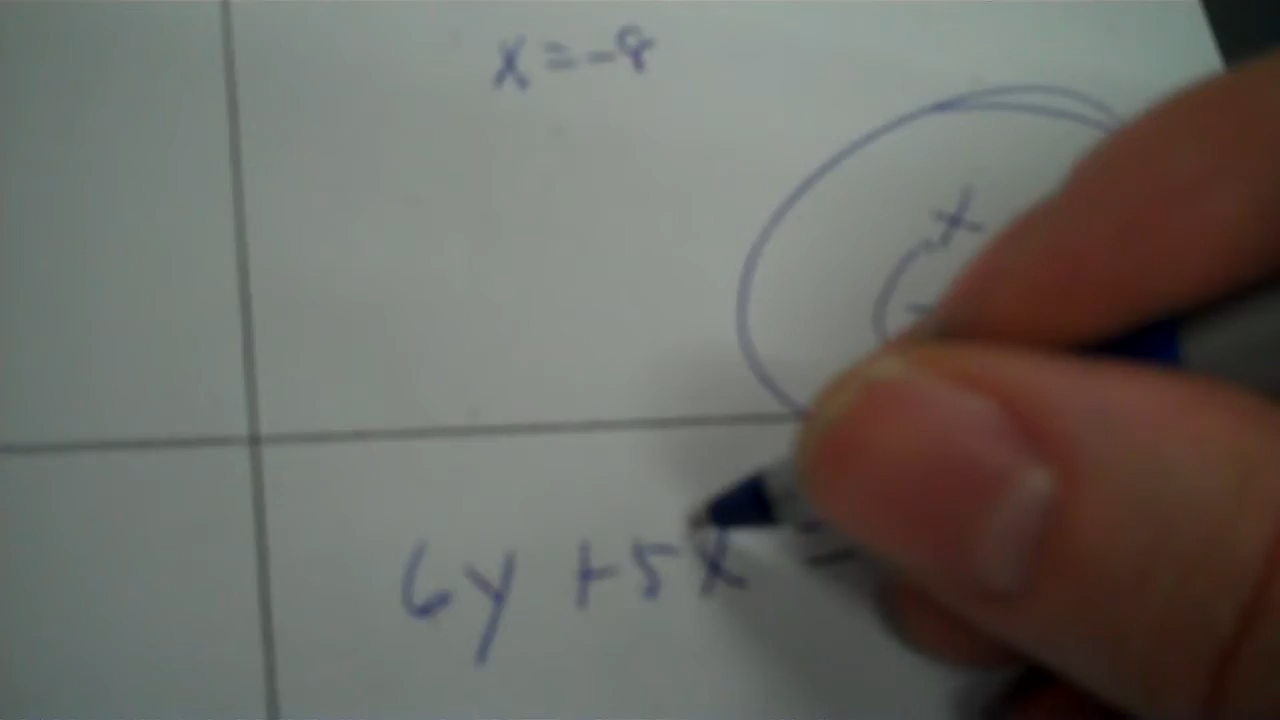 x = -8
x
6y + 5x